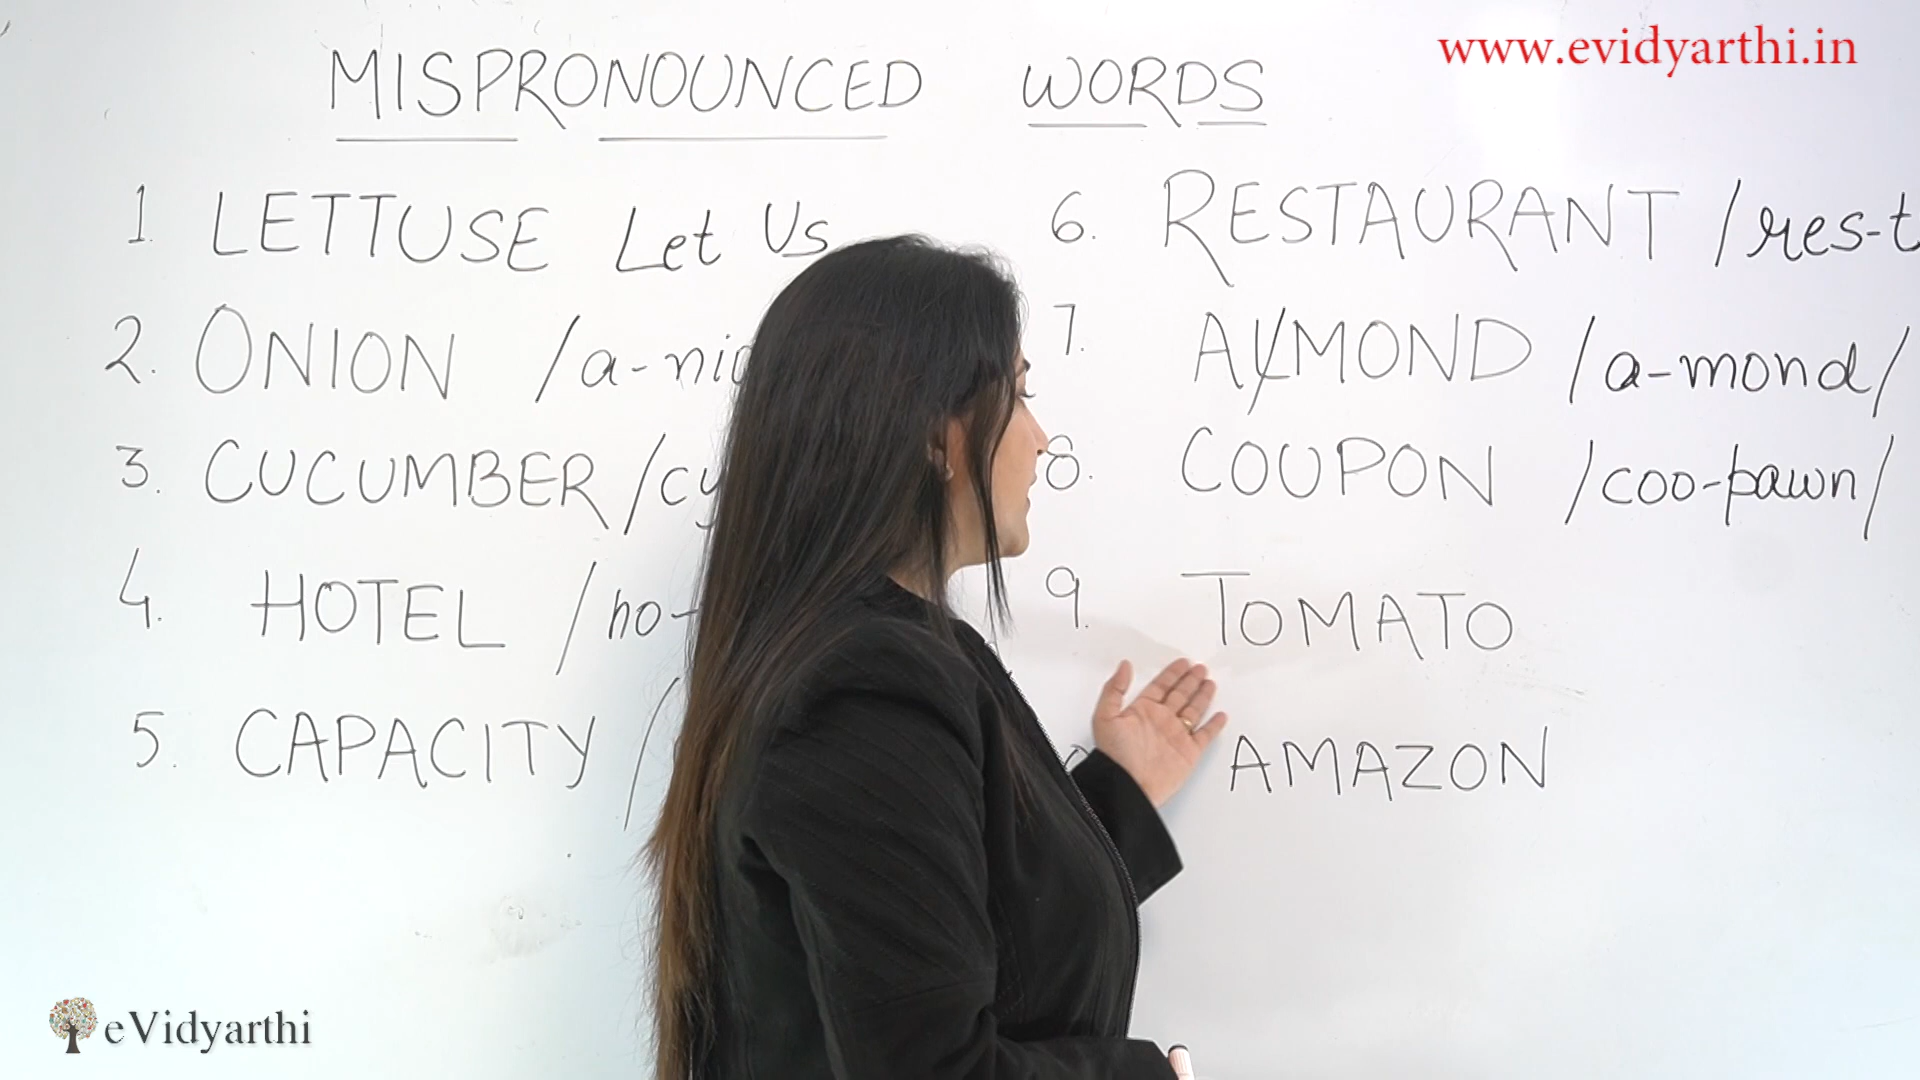 www.evidyarthi.in
MISPRONOUNCED WORDS
1. LETTUSE Let Us
2. ONION /a-nio
3. CUCUMBER /cy
4. HOTEL /ho-
5. CAPACITY /
6. RESTAURANT /res-t
7. ALMOND /a-mond/
8. COUPON /coo-pawn/
9. TOMATO
AMAZON
eVidyarthi